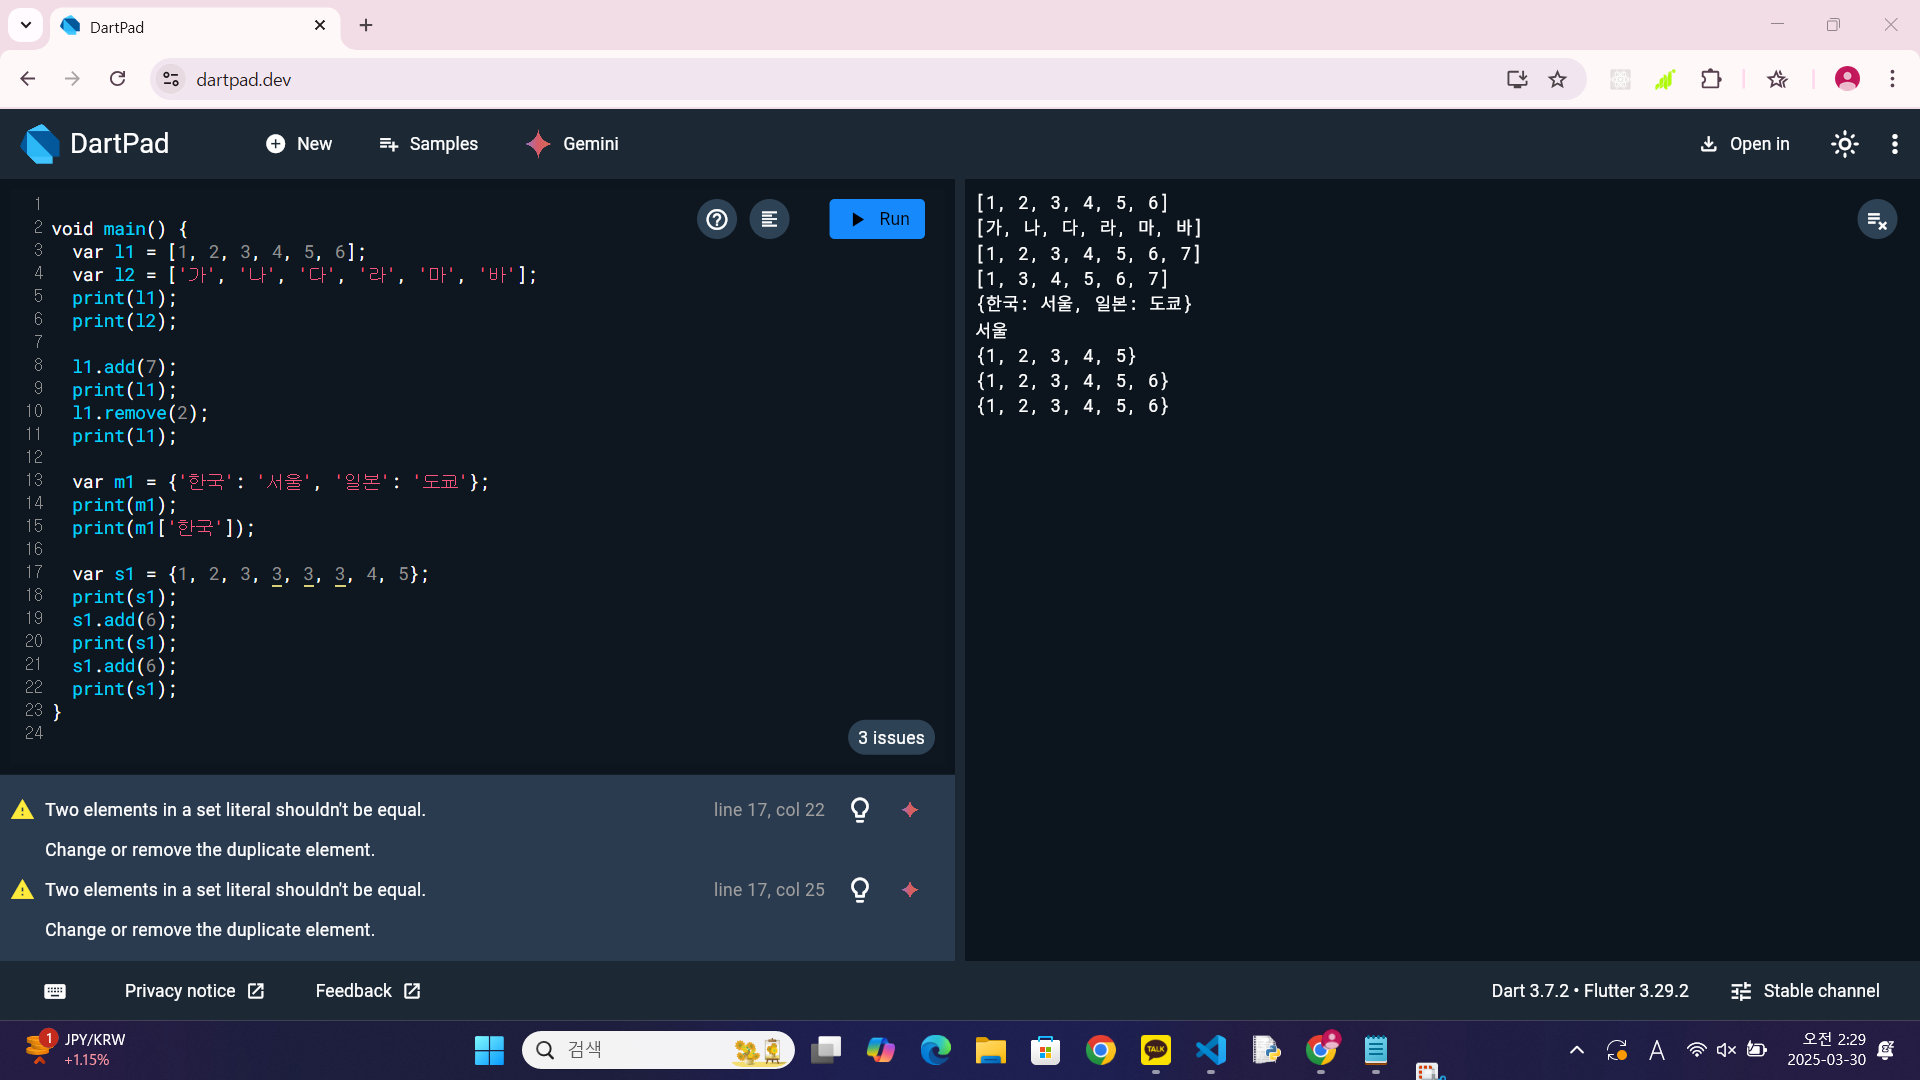 DartPad
dartpad.dev
DartPad
New
Samples
Gemini
Open in
Run
1
2 void main() {
3 var l1 = [1, 2, 3, 4, 5, 6];
4 var l2 = ['가', '나', '다', '라', '마', '바'];
5 print(l1);
6 print(l2);
7
8 l1.add(7);
9 print(l1);
10 l1.remove(2);
11 print(l1);
12
13 var m1 = {'한국': '서울', '일본': '도쿄'};
14 print(m1);
15 print(m1['한국']);
16
17 var s1 = {1, 2, 3, 3, 3, 3, 4, 5};
18 print(s1);
19 s1.add(6);
20 print(s1);
21 s1.add(6);
22 print(s1);
23 }
24
3 issues
[1, 2, 3, 4, 5, 6]
[가, 나, 다, 라, 마, 바]
[1, 2, 3, 4, 5, 6, 7]
[1, 3, 4, 5, 6, 7]
{한국: 서울, 일본: 도쿄}
서울
{1, 2, 3, 4, 5}
{1, 2, 3, 4, 5, 6}
{1, 2, 3, 4, 5, 6}
Two elements in a set literal shouldn't be equal. line 17, col 22
Change or remove the duplicate element.
Two elements in a set literal shouldn't be equal. line 17, col 25
Change or remove the duplicate element.
Privacy notice
Feedback
Dart 3.7.2 • Flutter 3.29.2
Stable channel
1
JPY/KRW
+1.15%
검색
TALK
A
오전 2:29
2025-03-30